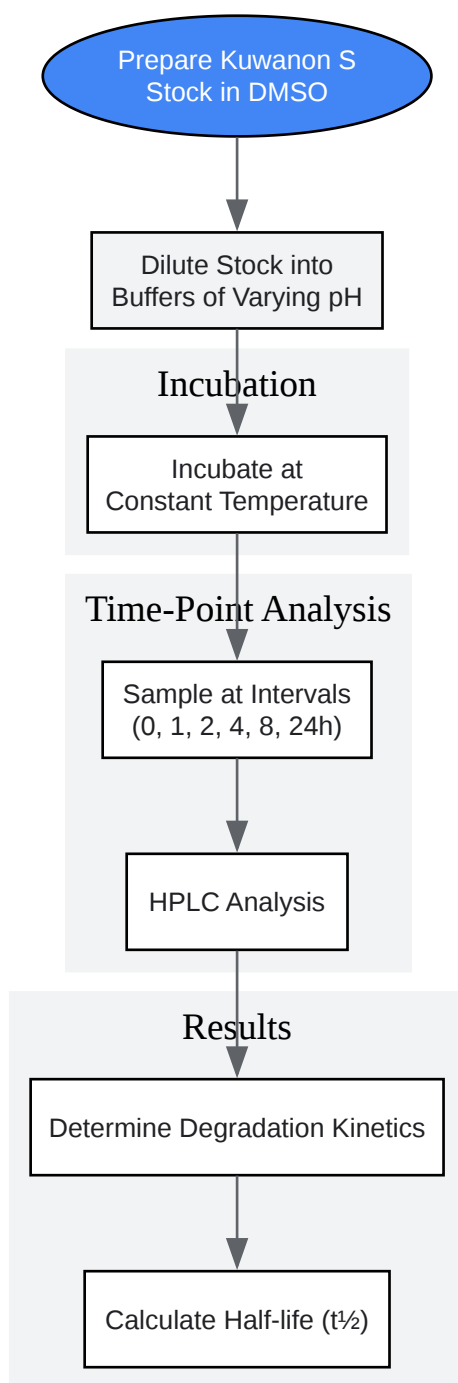 Prepare Kuwanon S
Stock in DMSO
Dilute Stock into
Buffers of Varying pH
Incubation
Incubate at
Constant Temperature
Time-Point Analysis
Sample at Intervals
(0, 1, 2, 4, 8, 24h)
HPLC Analysis
Results
Determine Degradation Kinetics
Calculate Half-life (t½)